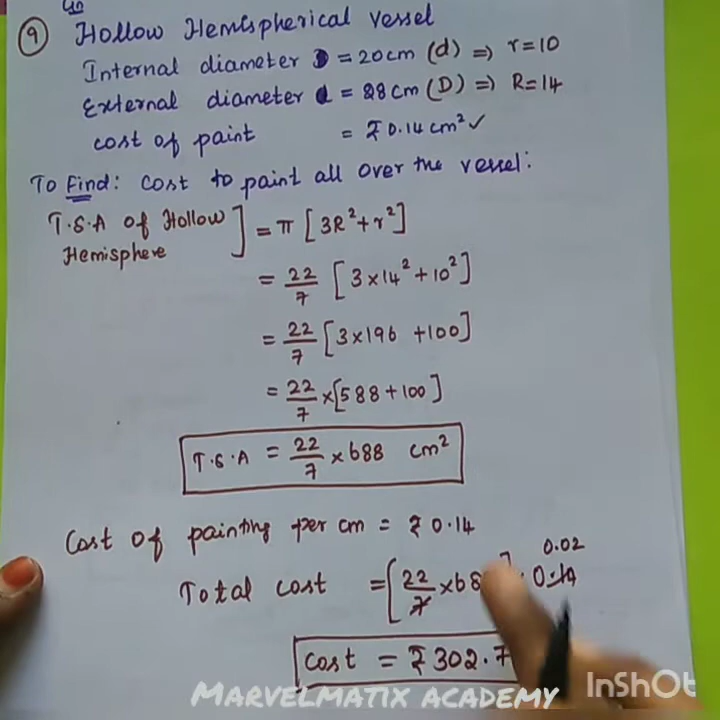 (9) Hollow Hemispherical vessel
Internal diameter = 20cm (d) ⇒ r=10
External diameter = 28cm (D) ⇒ R=14
cost of paint = ₹0.14 cm² ✓
To Find: cost to paint all over the vessel:
T.S.A of Hollow Hemisphere ] = π [3R²+r²]
= 22/7 [3×14²+10²]
= 22/7 [3×196 +100]
= 22/7 ×[588+100]
T.S.A = 22/7 ×688 cm²
Cost of painting per cm = ₹0.14
0.02
Total cost = [22/7 ×68 0.14
Cost = ₹302.7
MARVELMATIX ACADEMY
InShOt